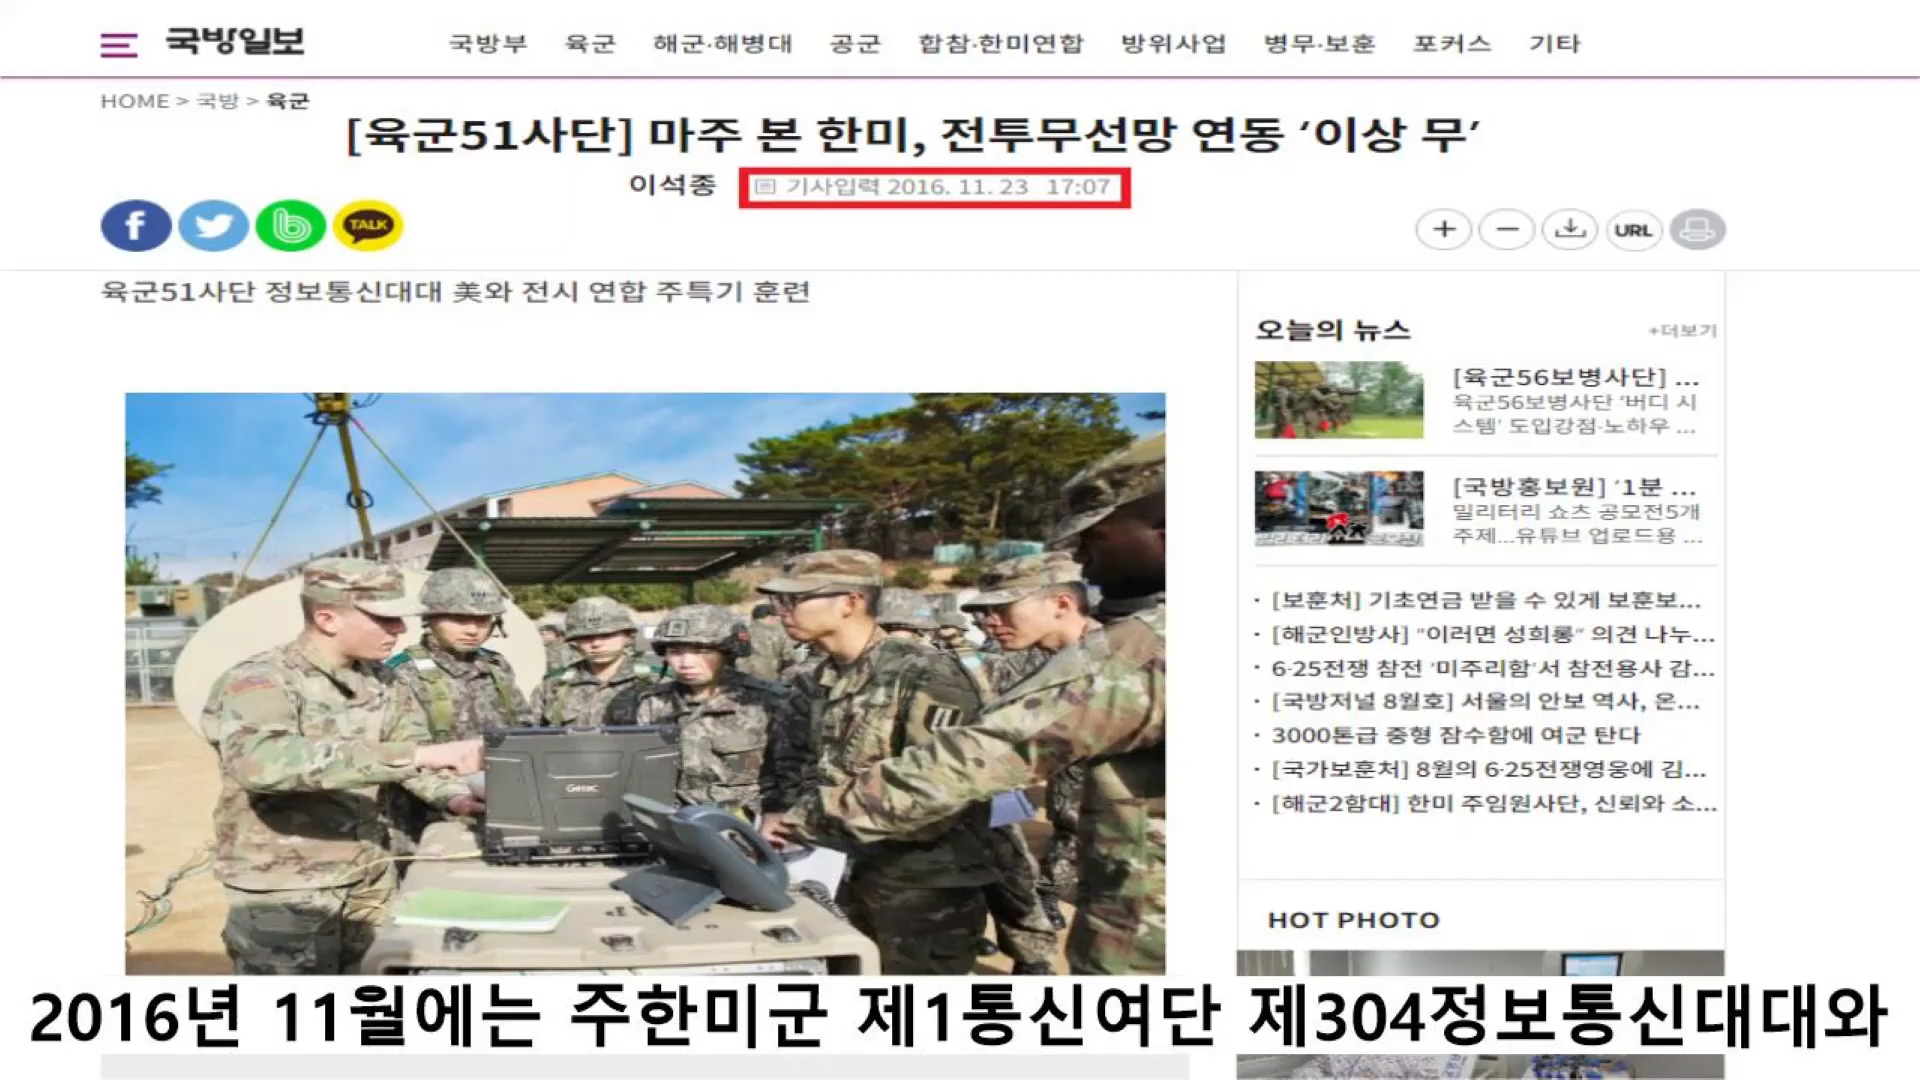 국방일보
국방부 육군 해군·해병대 공군 합참·한미연합 방위사업 병무·보훈 포커스 기타
HOME > 국방 > 육군
[육군51사단] 마주 본 한미, 전투무선망 연동 ‘이상 무’
이석종 기사입력 2016. 11. 23 17:07
TALK
URL
육군51사단 정보통신대대 美와 전시 연합 주특기 훈련
오늘의 뉴스 +더보기
[육군56보병사단] ...
육군56보병사단 ‘버디 시
스템’ 도입강점·노하우 ...
[국방홍보원] ‘1분 ...
밀리터리 쇼츠 공모전5개
주제...유튜브 업로드용 ...
· [보훈처] 기초연금 받을 수 있게 보훈보...
· [해군인방사] "이러면 성희롱" 의견 나누...
· 6·25전쟁 참전 ‘미주리함’서 참전용사 감...
· [국방저널 8월호] 서울의 안보 역사, 온...
· 3000톤급 중형 잠수함에 여군 탄다
· [국가보훈처] 8월의 6·25전쟁영웅에 김...
· [해군2함대] 한미 주임원사단, 신뢰와 소...
Getac
HOT PHOTO
2016년 11월에는 주한미군 제1통신여단 제304정보통신대대와